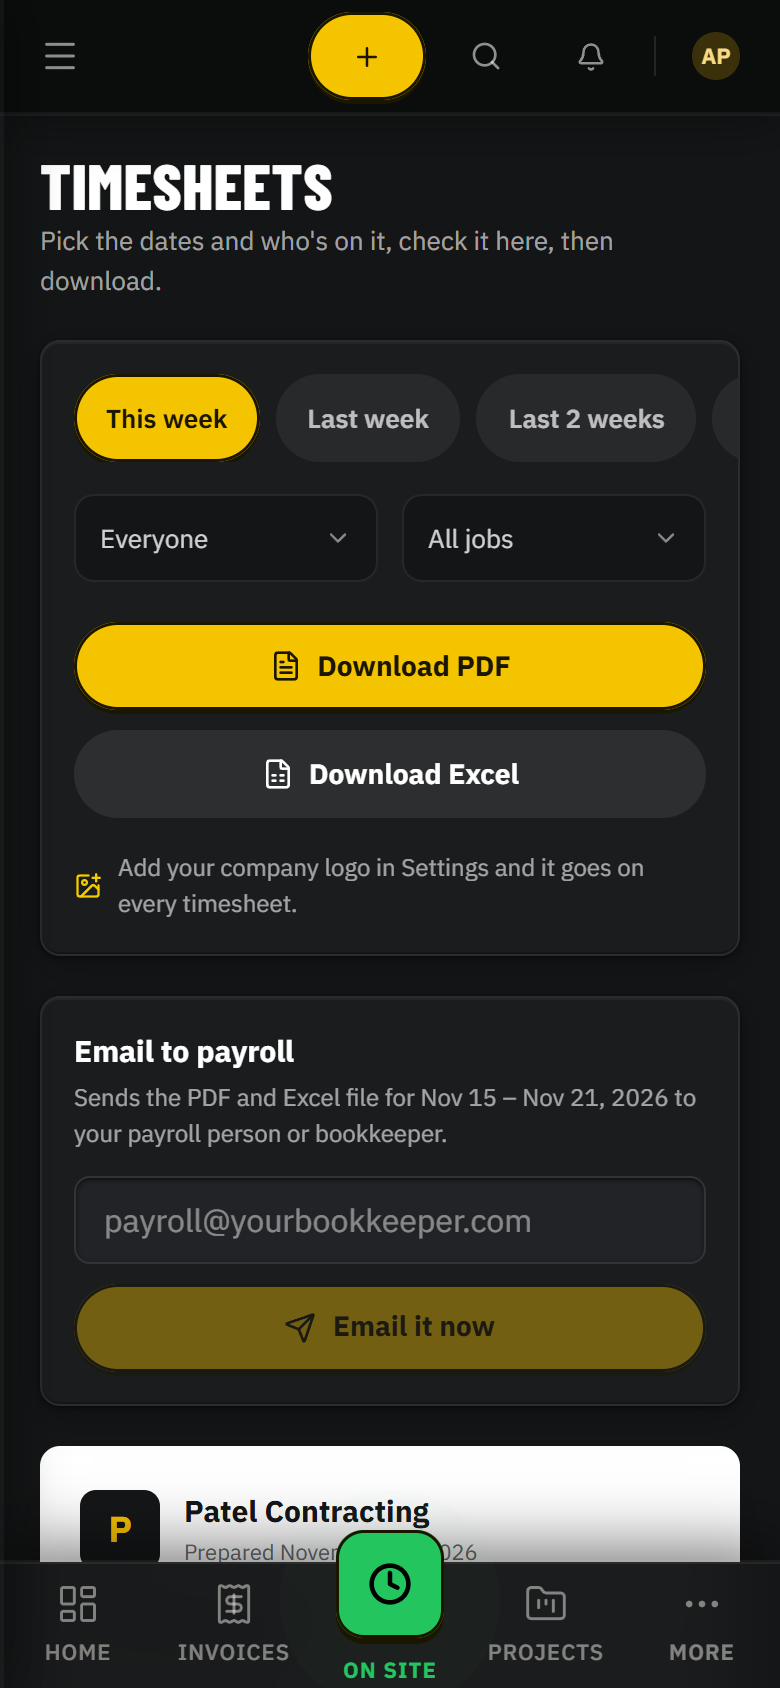 +
AP
TIMESHEETS
Pick the dates and who's on it, check it here, then
download.
This week
Last week
Last 2 weeks
Everyone
All jobs
Download PDF
Download Excel
Add your company logo in Settings and it goes on
every timesheet.
Email to payroll
Sends the PDF and Excel file for Nov 15 – Nov 21, 2026 to
your payroll person or bookkeeper.
payroll@yourbookkeeper.com
Email it now
P
Patel Contracting
Prepared
HOME
INVOICES
ON SITE
PROJECTS
MORE